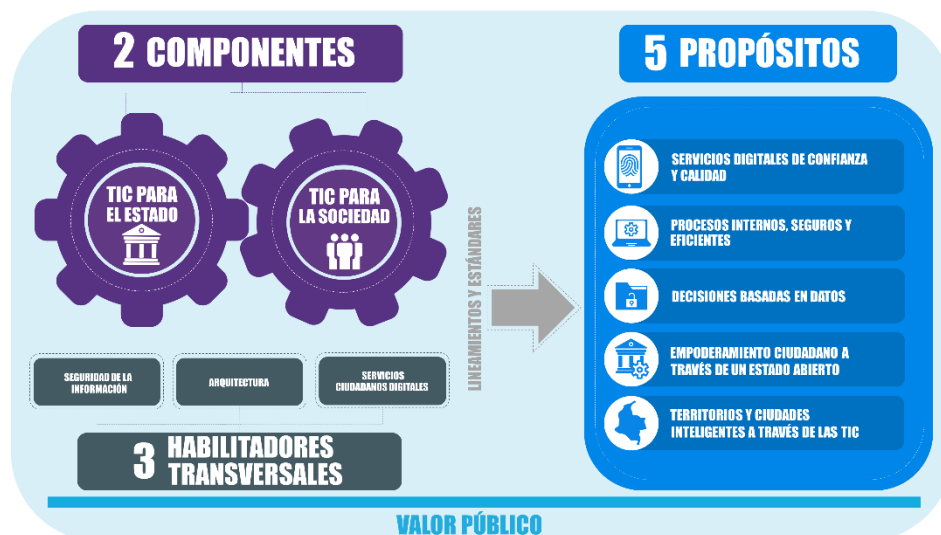 2 COMPONENTES
TIC PARA
EL ESTADO
TIC PARA
LA SOCIEDAD
SEGURIDAD DE LA
INFORMACIÓN
ARQUITECTURA
SERVICIOS
CIUDADANOS DIGITALES
3 HABILITADORES
TRANSVERSALES
LINEAMIENTOS Y ESTÁNDARES
5 PROPÓSITOS
SERVICIOS DIGITALES DE CONFIANZA
Y CALIDAD
PROCESOS INTERNOS, SEGUROS Y
EFICIENTES
DECISIONES BASADAS EN DATOS
EMPODERAMIENTO CIUDADANO A
TRAVÉS DE UN ESTADO ABIERTO
TERRITORIOS Y CIUDADES
INTELIGENTES A TRAVÉS DE LAS TIC
VALOR PÚBLICO